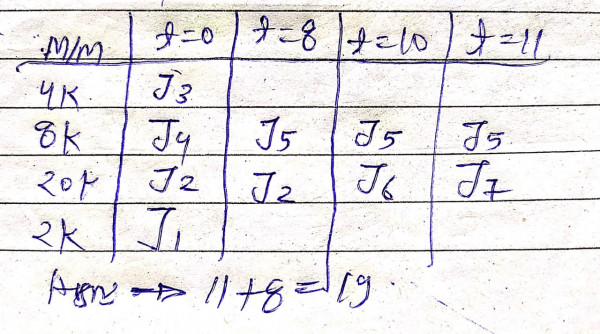 M/M t=0 t=8 t=10 t=11
4K J3
8K J4 J5 J5 J5
20K J2 J2 J6 J7
2K J1
Ans → 11+8=19.